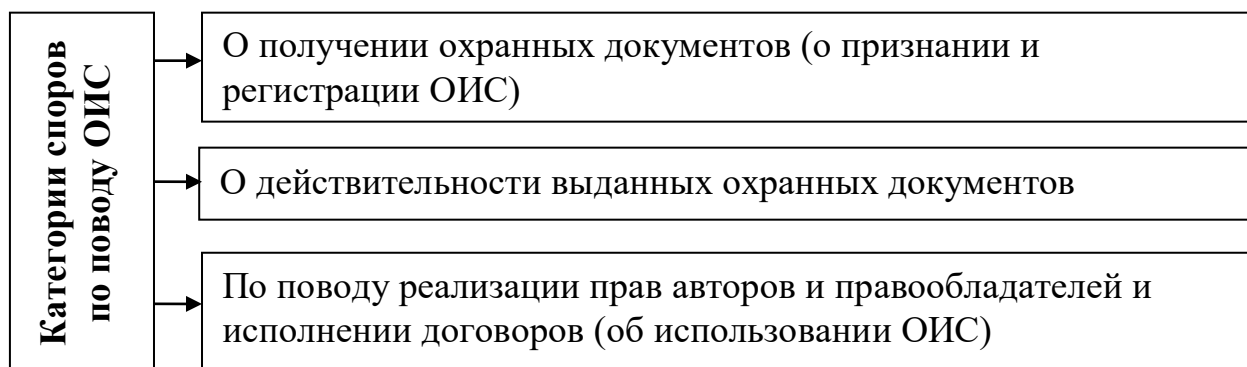 Категории споров
по поводу ОИС
О получении охранных документов (о признании и
регистрации ОИС)
О действительности выданных охранных документов
По поводу реализации прав авторов и правообладателей и
исполнении договоров (об использовании ОИС)